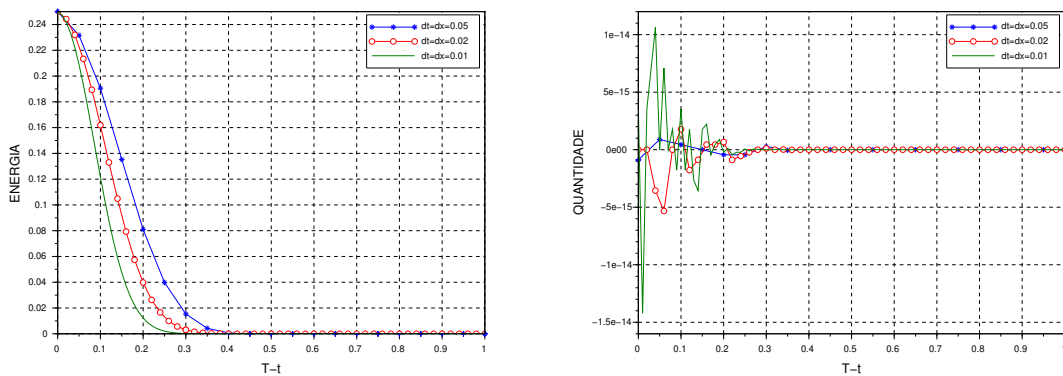 0.24
0.22
0.2
0.18
0.16
0.14
0.12
0.1
0.08
0.06
0.04
0.02
0
ENERGIA
0 0.1 0.2 0.3 0.4 0.5 0.6 0.7 0.8 0.9 1
T-t
dt=dx=0.05
dt=dx=0.02
dt=dx=0.01
1e-14
5e-15
0e00
-5e-15
-1e-14
-1.5e-14
QUANTIDADE
0 0.1 0.2 0.3 0.4 0.5 0.6 0.7 0.8 0.9 1
T-t
dt=dx=0.05
dt=dx=0.02
dt=dx=0.01